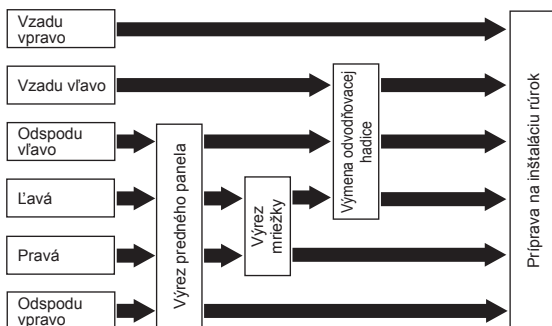 Vzadu
vpravo
Vzadu vľavo
Odspodu
vľavo
Ľavá
Pravá
Odspodu
vpravo
Výrez predného panela
Výrez
mriežky
Výmena odvodňovacej
hadice
Príprava na inštaláciu rúrok